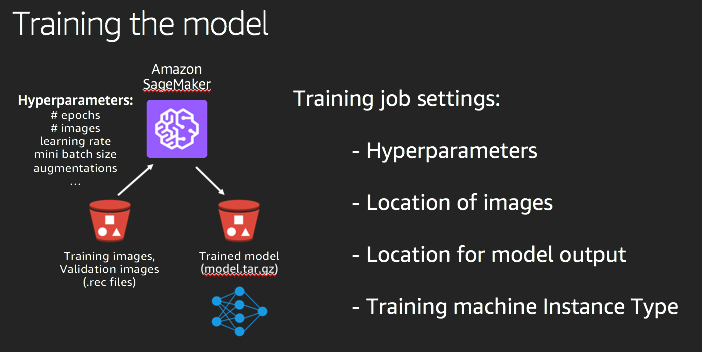 Training the model
Amazon
SageMaker
Hyperparameters:
# epochs
# images
learning rate
mini batch size
augmentations
...
Training images,
Validation images
(.rec files)
Trained model
(model.tar.gz)
Training job settings:
- Hyperparameters
- Location of images
- Location for model output
- Training machine Instance Type